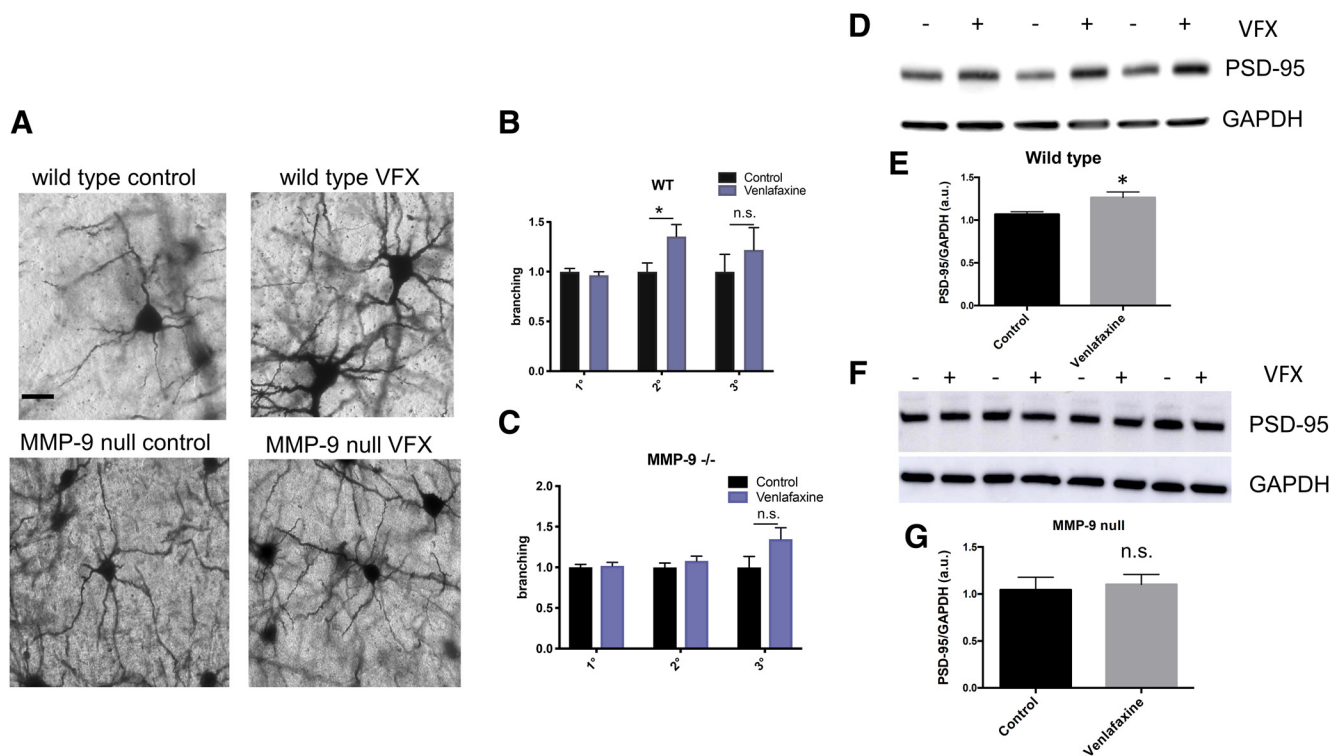 A
wild type control
wild type VFX
MMP-9 null control
MMP-9 null VFX
B
WT
Control
Venlafaxine
*
n.s.
branching
1.5
1.0
0.5
0.0
1°
2°
3°
C
MMP-9 -/-
Control
Venlafaxine
n.s.
branching
2.0
1.5
1.0
0.5
0.0
1°
2°
3°
D
- + - + - + VFX
PSD-95
GAPDH
E
Wild type
*
PSD-95/GAPDH (a.u.)
1.5
1.0
0.5
0.0
Control
Venlafaxine
F
- + - + - + - + VFX
PSD-95
GAPDH
G
MMP-9 null
n.s.
PSD-95/GAPDH (a.u.)
1.5
1.0
0.5
0.0
Control
Venlafaxine